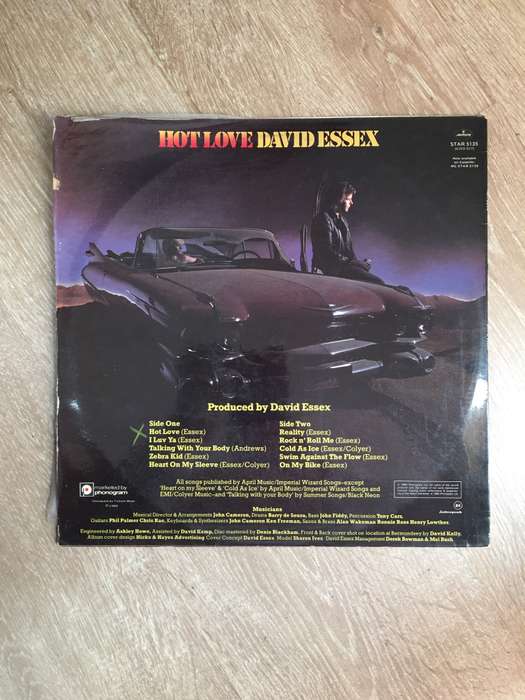 HOT LOVE DAVID ESSEX
mercury
STAR 5125
Also available
on Cassette
MC STAR 5125
Produced by David Essex
Side One
Hot Love (Essex)
I Luv Ya (Essex)
Talking With Your Body (Andrews)
Zebra Kid (Essex)
Heart On My Sleeve (Essex/Colyer)
Side Two
Reality (Essex)
Rock n' Roll Me (Essex)
Cold As Ice (Essex/Colyer)
Swim Against The Flow (Essex)
On My Bike (Essex)
All songs published by April Music/Imperial Wizard Songs-except
'Heart on my Sleeve' & 'Cold As Ice' by April Music/Imperial Wizard Songs and
EMI/Colyer Music-and 'Talking with your Body' by Summer Songs/Black Neon
marketed by
phonogram
Musicians
Musical Director & Arrangements John Cameron, Drums Barry de Souza, Bass John Fiddy, Percussion Tony Carr,
Guitars Phil Palmer Chris Rae, Keyboards & Synthesizers John Cameron Ken Freeman, Saxes & Brass Alan Wakeman Ronnie Ross Henry Lowther.
Engineered by Ashley Howe, Assisted by David Kemp, Disc mastered by Denis Blackham, Front & Back cover shot on location at Bermondsey by David Kelly.
Album cover design Hicks & Hayes Advertising Cover Concept David Essex Model Sharon Ives David Essex Management Derek Bowman & Mel Bush